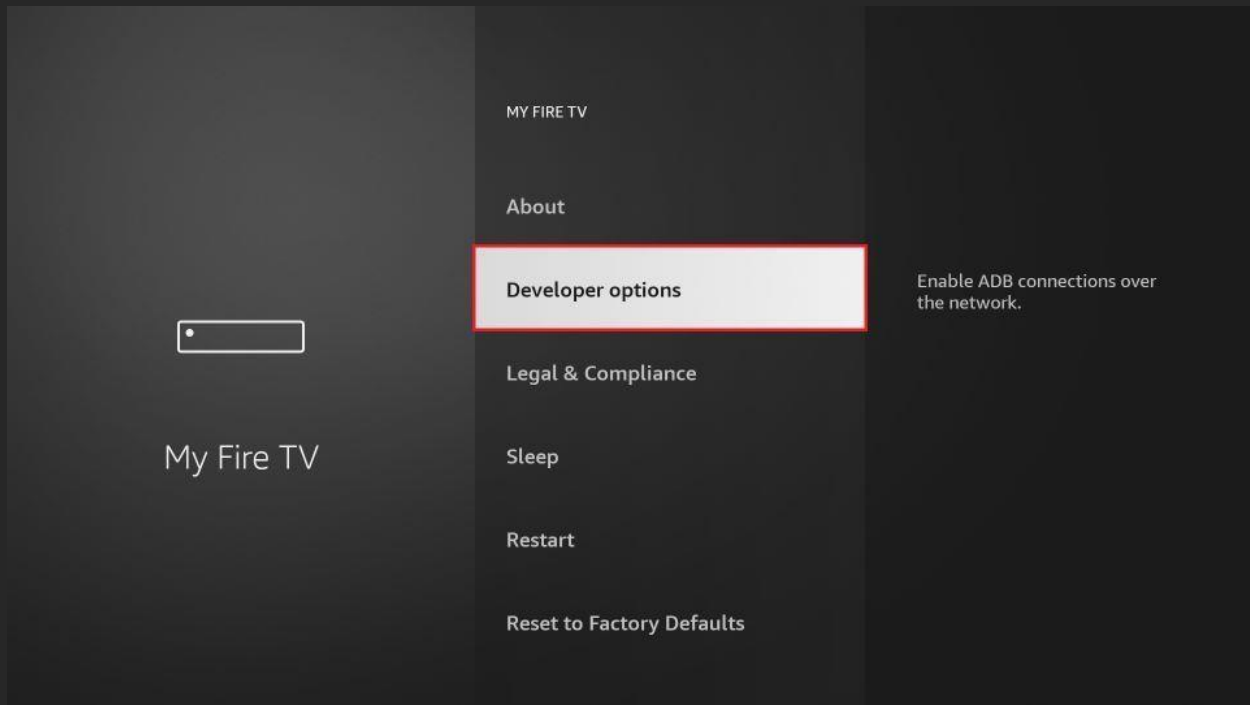 MY FIRE TV
About
Developer options
Enable ADB connections over
the network.
Legal & Compliance
My Fire TV
Sleep
Restart
Reset to Factory Defaults